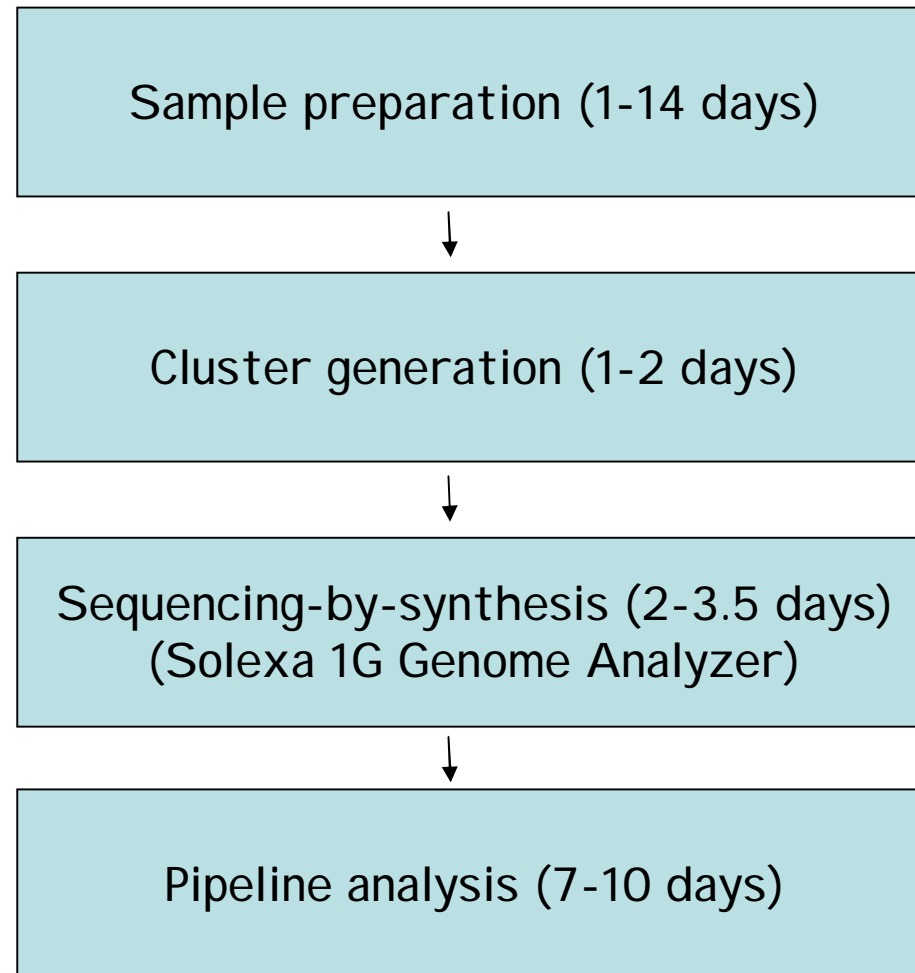 Sample preparation (1-14 days)
Cluster generation (1-2 days)
Sequencing-by-synthesis (2-3.5 days)
(Solexa 1G Genome Analyzer)
Pipeline analysis (7-10 days)